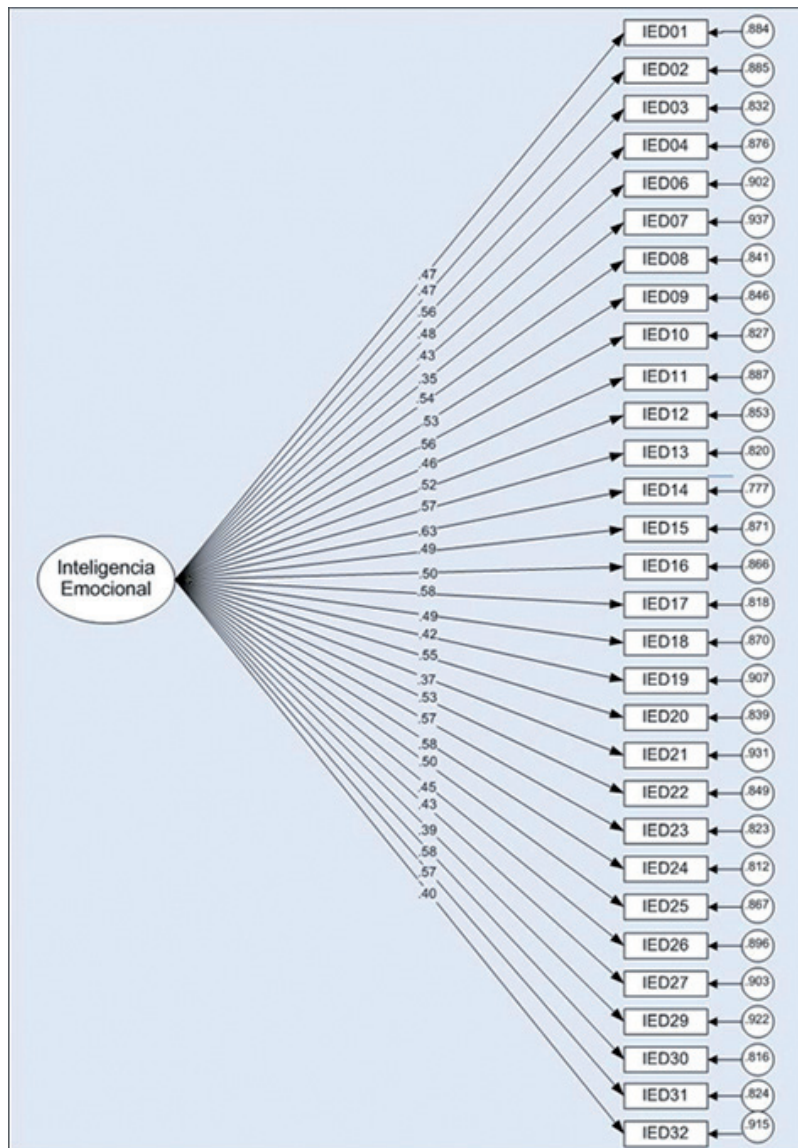 IED01 .884
IED02 .885
IED03 .832
IED04 .876
IED06 .902
IED07 .937
IED08 .841
IED09 .846
IED10 .827
IED11 .887
IED12 .853
IED13 .820
IED14 .777
IED15 .871
IED16 .866
IED17 .818
IED18 .870
IED19 .907
IED20 .839
IED21 .931
IED22 .849
IED23 .823
IED24 .812
IED25 .867
IED26 .896
IED27 .903
IED29 .922
IED30 .816
IED31 .824
IED32 .915
.47
.47
.56
.48
.43
.35
.54
.53
.56
.46
.52
.57
.63
.49
.50
.58
.49
.42
.55
.37
.53
.57
.58
.50
.45
.43
.39
.58
.57
.40
Inteligencia
Emocional